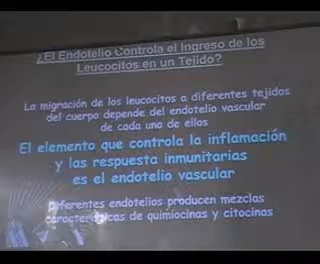 ¿El Endotelio Controla el Ingreso de los
Leucocitos en un Tejido?
La migración de los leucocitos a diferentes tejidos
del cuerpo depende del endotelio vascular
de cada uno de ellos
El elemento que controla la inflamación
y las respuesta inmunitarias
es el endotelio vascular
Diferentes endotelios producen mezclas
características de quimiocinas y citocinas